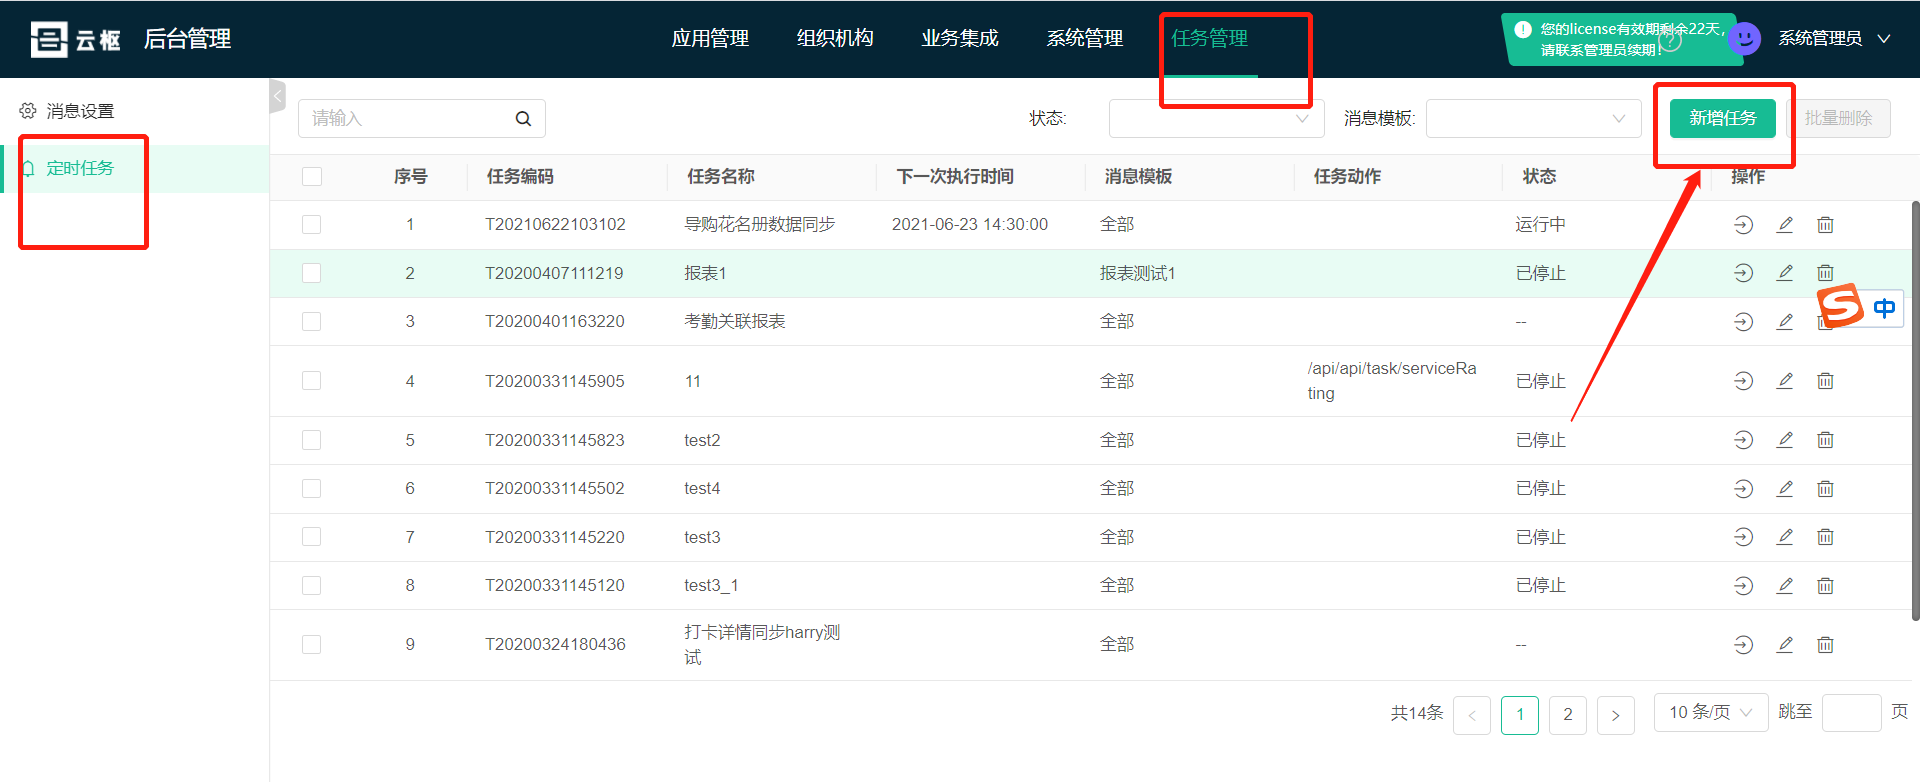 云枢 后台管理 应用管理 组织机构 业务集成 系统管理 任务管理
您的license有效期剩余22天,
请联系管理员续期!
系统管理员
消息设置
定时任务
请输入 状态: 消息模板: 新增任务 批量删除
序号 任务编码 任务名称 下一次执行时间 消息模板 任务动作 状态 操作
1 T20210622103102 导购花名册数据同步 2021-06-23 14:30:00 全部 运行中
2 T20200407111219 报表1 报表测试1 已停止
中
3 T20200401163220 考勤关联报表 全部 --
4 T20200331145905 11 全部 /api/api/task/serviceRa
ting
已停止
5 T20200331145823 test2 全部 已停止
6 T20200331145502 test4 全部 已停止
7 T20200331145220 test3 全部 已停止
8 T20200331145120 test3_1 全部 已停止
9 T20200324180436 打卡详情同步harry测
试
全部 --
共14条 < 1 2 > 10 条/页 跳至 页